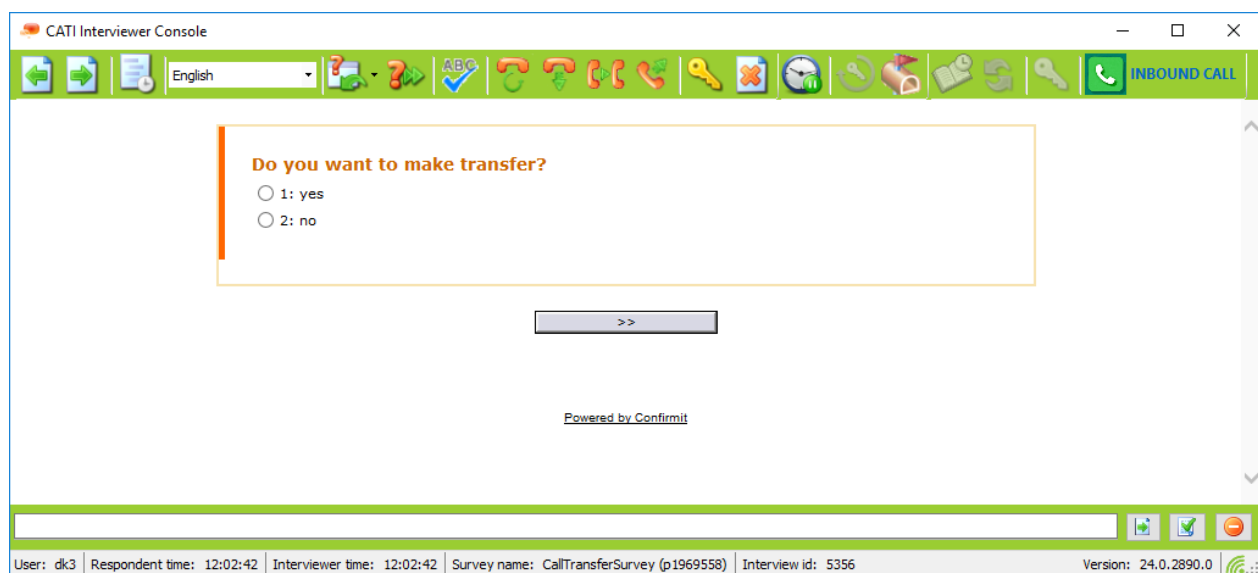 CATI Interviewer Console
English
ABC
INBOUND CALL
Do you want to make transfer?
1: yes
2: no
>>
Powered by Confirmit
User: dk3 Respondent time: 12:02:42 Interviewer time: 12:02:42 Survey name: CallTransferSurvey (p1969558) Interview id: 5356 Version: 24.0.2890.0